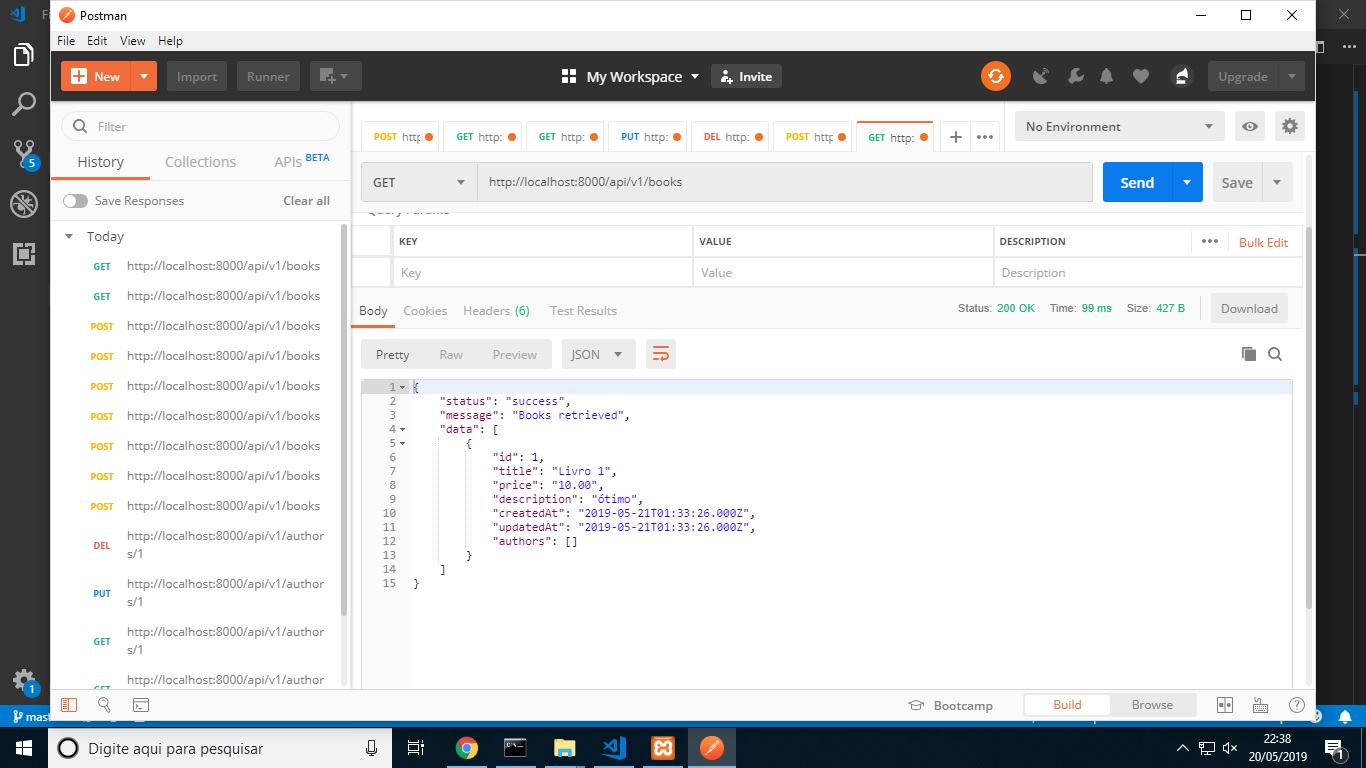 Fi
Postman
File Edit View Help
New Import Runner My Workspace Invite Upgrade
Filter
History Collections APIs BETA
Save Responses Clear all
Today
GET http://localhost:8000/api/v1/books
GET http://localhost:8000/api/v1/books
POST http://localhost:8000/api/v1/books
POST http://localhost:8000/api/v1/books
POST http://localhost:8000/api/v1/books
POST http://localhost:8000/api/v1/books
POST http://localhost:8000/api/v1/books
POST http://localhost:8000/api/v1/books
POST http://localhost:8000/api/v1/books
DEL http://localhost:8000/api/v1/author
s/1
PUT http://localhost:8000/api/v1/author
s/1
GET http://localhost:8000/api/v1/author
s/1
GET http://localhost:8000/api/v1/author
POST http GET http: GET http: PUT http: DEL http: POST http GET http:
No Environment
GET http://localhost:8000/api/v1/books Send Save
Query Params
KEY VALUE DESCRIPTION ••• Bulk Edit
Key Value Description
Body Cookies Headers (6) Test Results Status: 200 OK Time: 99 ms Size: 427 B Download
Pretty Raw Preview JSON
1 {
2 "status": "success",
3 "message": "Books retrieved",
4 "data": [
5 {
6 "id": 1,
7 "title": "Livro 1",
8 "price": "10.00",
9 "description": "ótimo",
10 "createdAt": "2019-05-21T01:33:26.000Z",
11 "updatedAt": "2019-05-21T01:33:26.000Z",
12 "authors": []
13 }
14 ]
15 }
Bootcamp Build Browse
5
1
mast
Digite aqui para pesquisar
22:38
20/05/2019
1